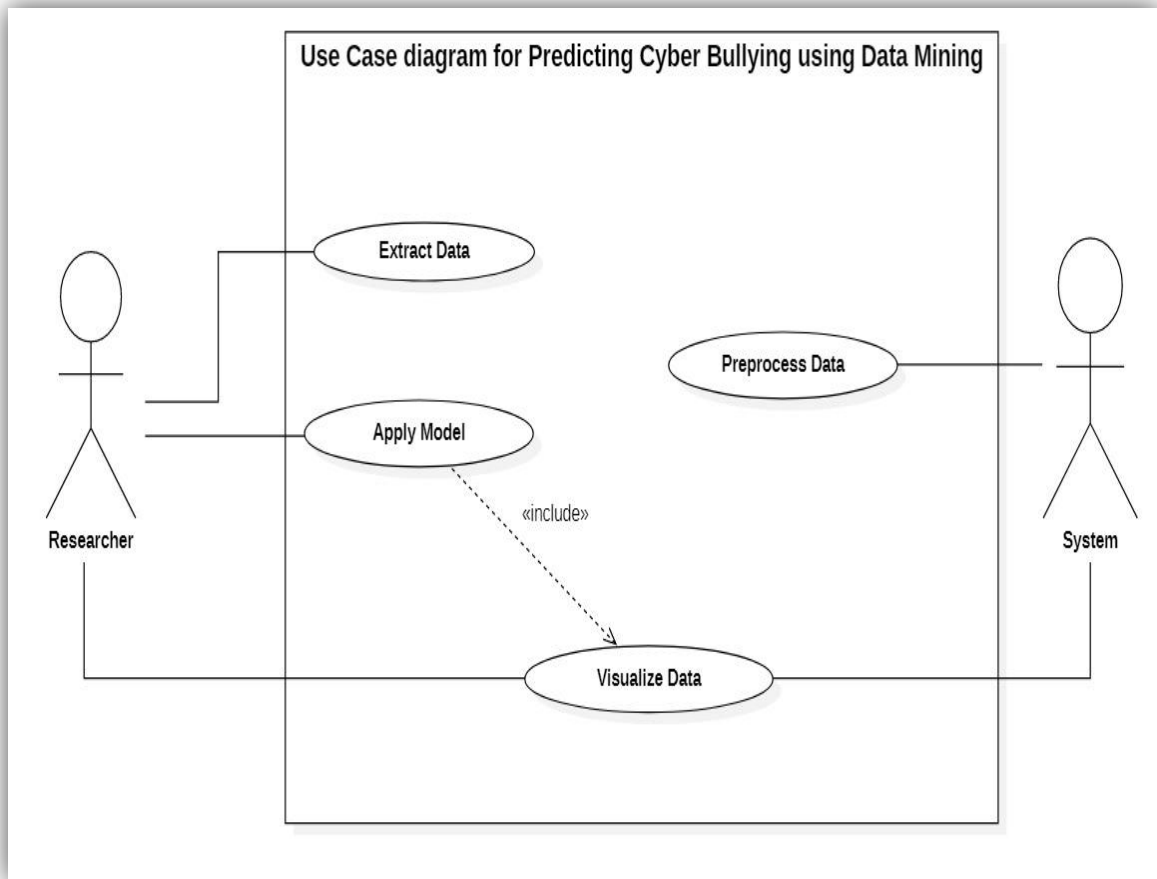 Use Case diagram for Predicting Cyber Bullying using Data Mining
Extract Data
Preprocess Data
Apply Model
«include»
Researcher
System
Visualize Data